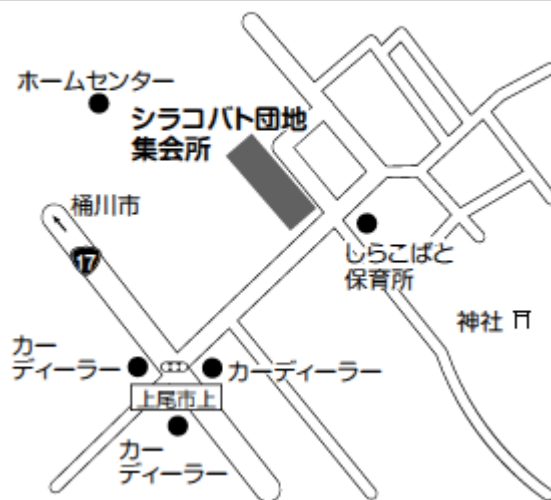 ホームセンター
シラコバト団地
集会所
桶川市
17
しらこばと
保育所
神社
カー
ディーラー
カーディーラー
上尾市上
カー
ディーラー